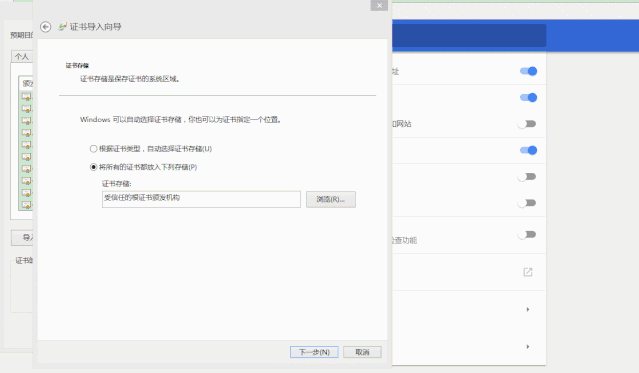 证书导入向导
预期目的
个人
颁发
证书存储
证书存储是保存证书的系统区域。
Windows 可以自动选择证书存储，你也可以为证书指定一个位置。
根据证书类型，自动选择证书存储(U)
将所有的证书都放入下列存储(P)
证书存储:
受信任的根证书颁发机构
浏览(R)...
导入
下一步(N)
取消
址
和网站
检查功能